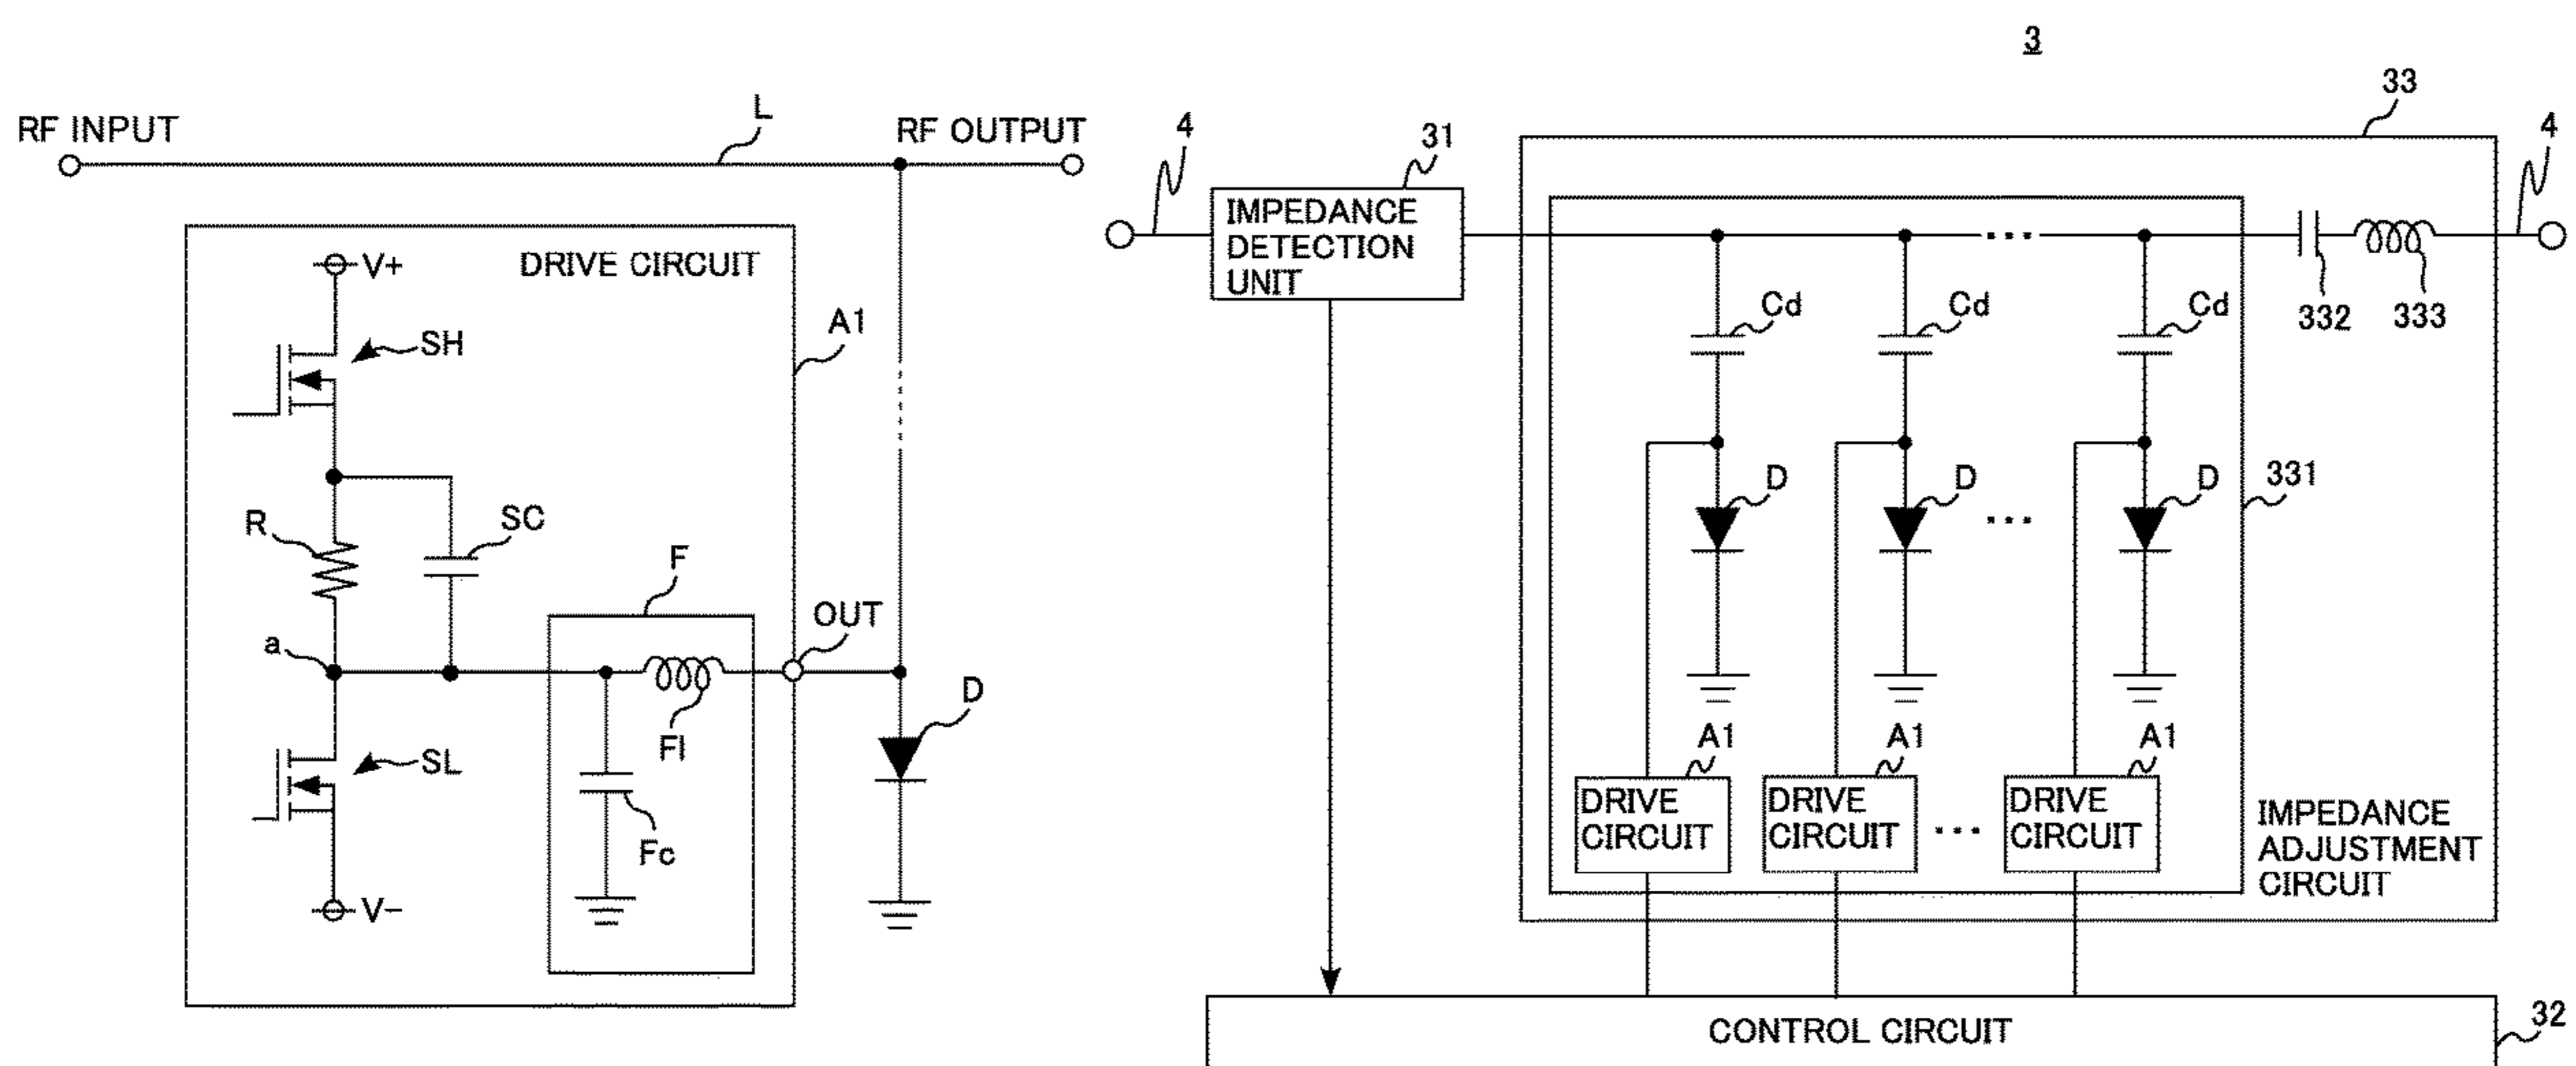 RF INPUT
L
RF OUTPUT
DRIVE CIRCUIT
V+
SH
A1
R
SC
F
OUT
a
Fl
D
SL
Fc
V-
3
33
4
31
4
IMPEDANCE
DETECTION
UNIT
Cd
Cd
Cd
332
333
D
D
D
331
...
...
A1
A1
A1
DRIVE
CIRCUIT
DRIVE
CIRCUIT
...
DRIVE
CIRCUIT
IMPEDANCE
ADJUSTMENT
CIRCUIT
CONTROL CIRCUIT
32